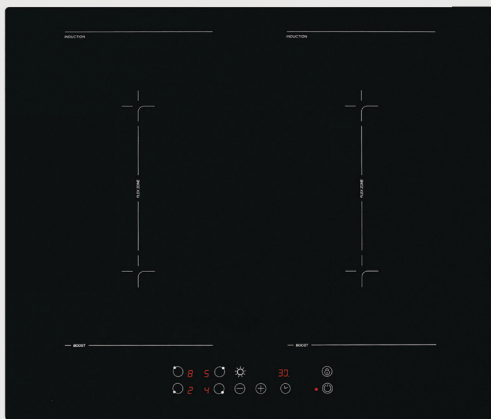 INDUCTION INDUCTION
FLEX ZONE FLEX ZONE
BOOST BOOST
8 5 30.
2 4